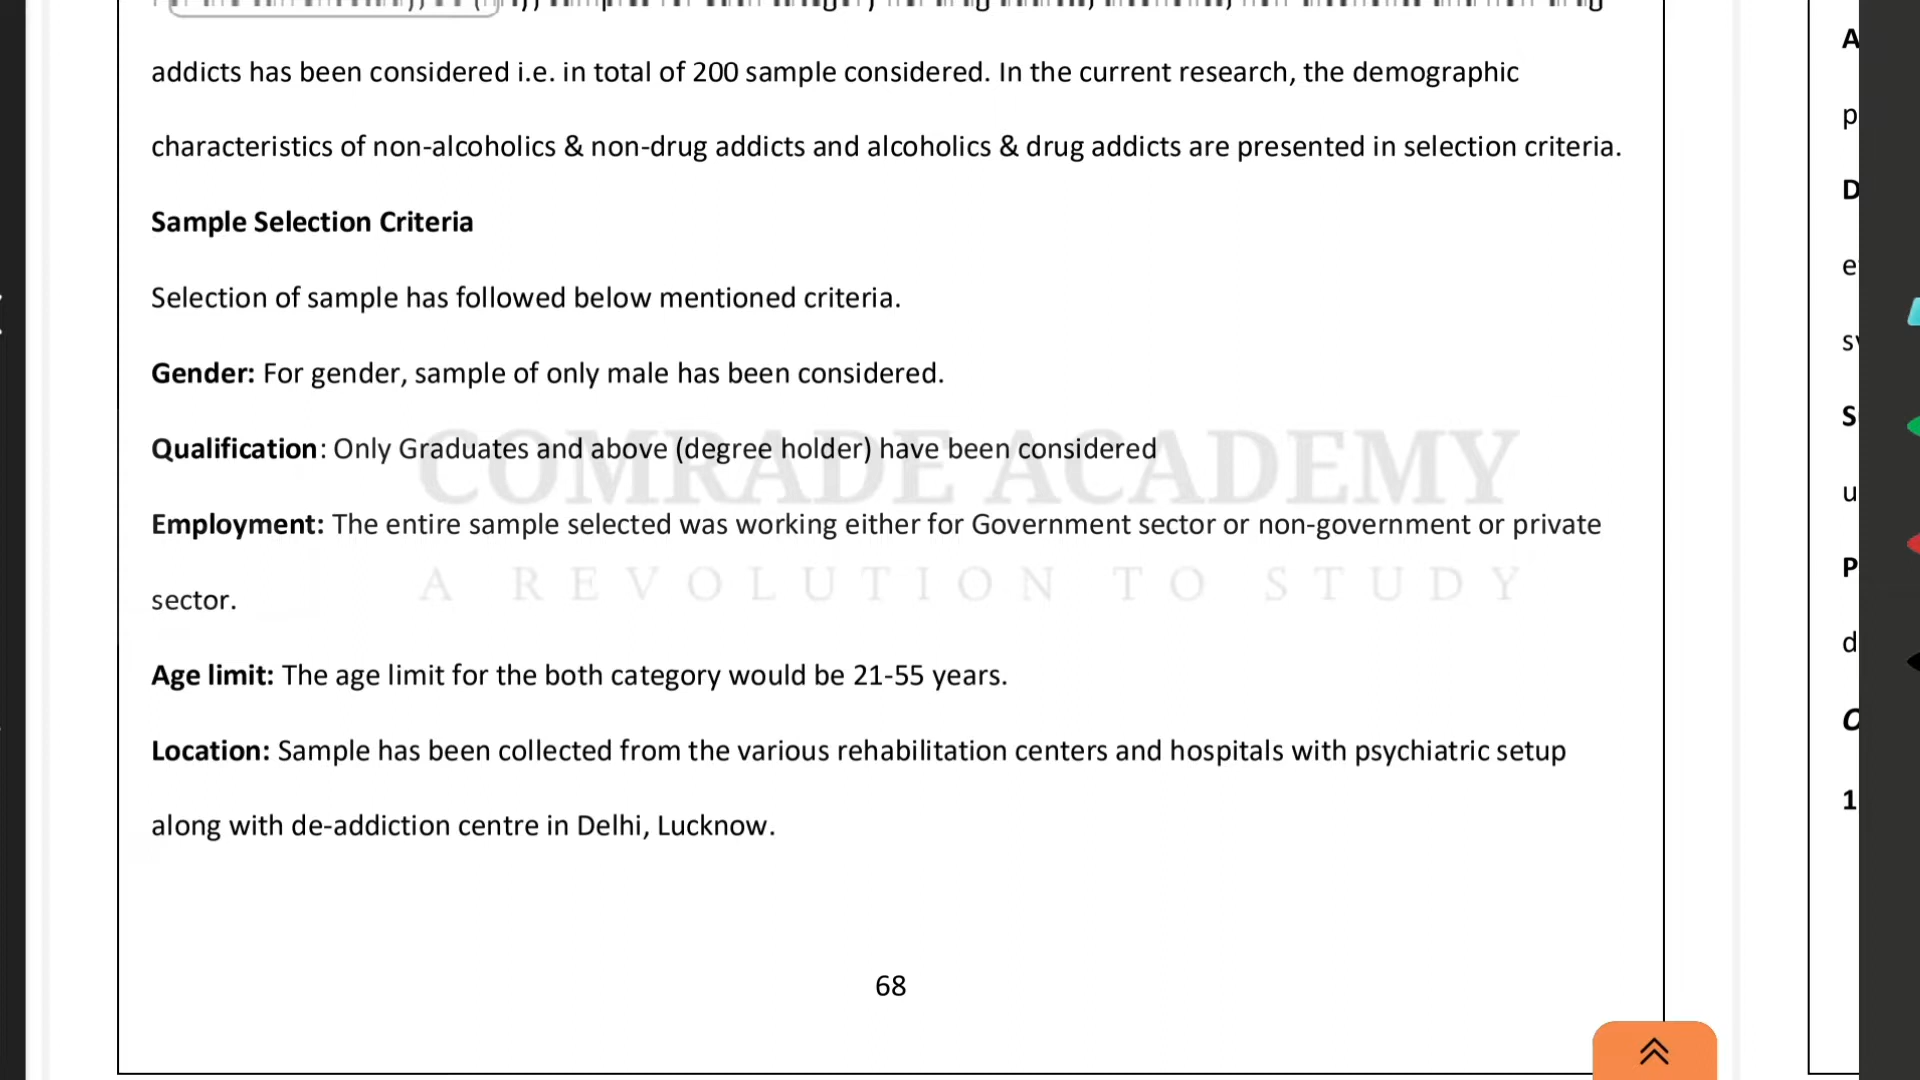 addicts has been considered i.e. in total of 200 sample considered. In the current research, the demographic
characteristics of non-alcoholics & non-drug addicts and alcoholics & drug addicts are presented in selection criteria.
Sample Selection Criteria
Selection of sample has followed below mentioned criteria.
Gender: For gender, sample of only male has been considered.
Qualification: Only Graduates and above (degree holder) have been considered
COMRADE ACADEMY
Employment: The entire sample selected was working either for Government sector or non-government or private
A REVOLUTION TO STUDY
sector.
Age limit: The age limit for the both category would be 21-55 years.
Location: Sample has been collected from the various rehabilitation centers and hospitals with psychiatric setup
along with de-addiction centre in Delhi, Lucknow.
68
A
p
D
e
S
u
P
d
1